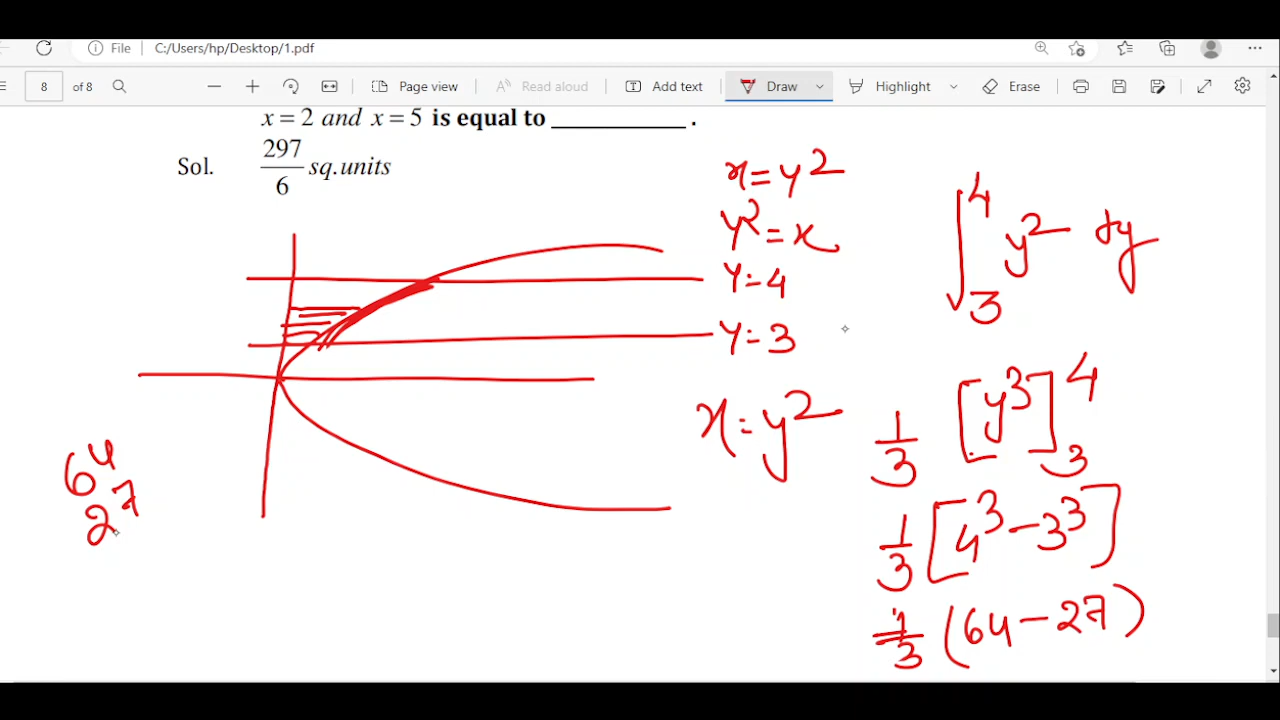 File C:/Users/hp/Desktop/1.pdf
8 of 8 Page view Read aloud Add text Draw Highlight Erase
x = 2 and x = 5 is equal to ___________ .
Sol. 297/6 sq.units
x = y²
y² = x
y = 4
y = 3
x = y²
64
27
∫₃⁴ y² dy
1/3 [y³]₃⁴
1/3 [4³ − 3³]
1/3 (64 − 27)